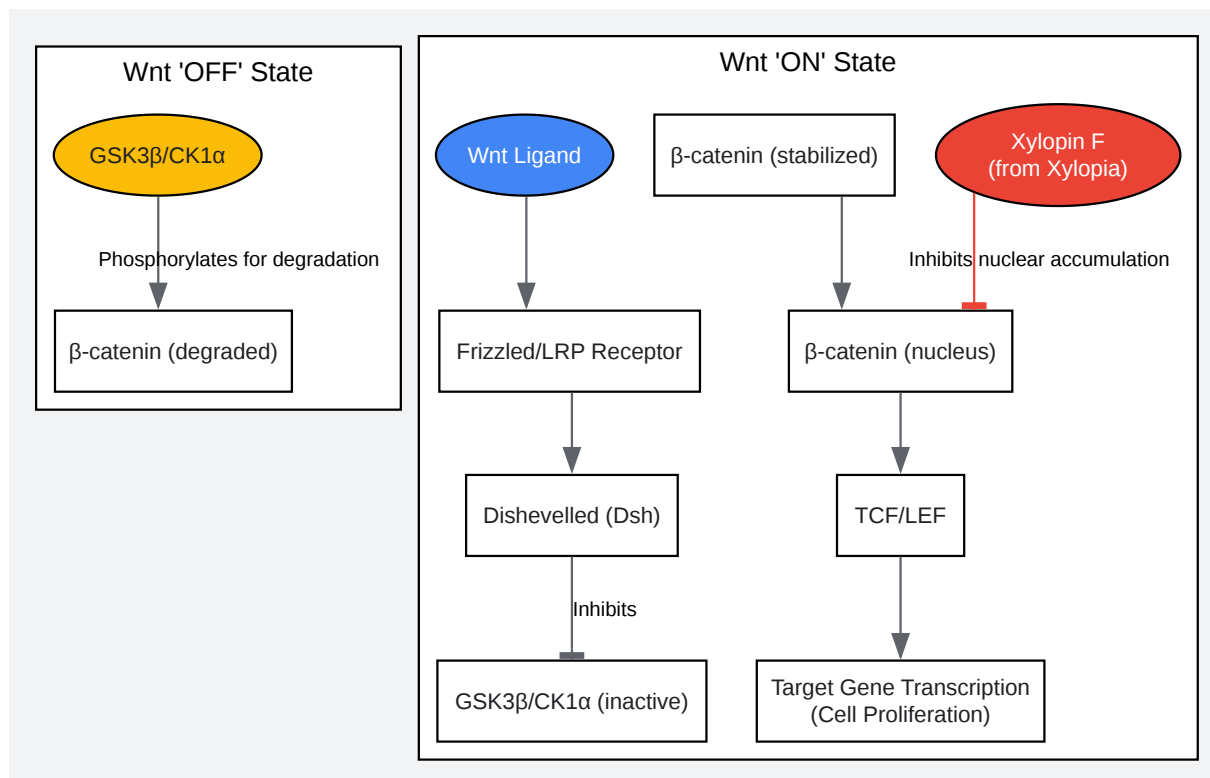 Wnt 'OFF' State
GSK3β/CK1α
Phosphorylates for degradation
β-catenin (degraded)
Wnt 'ON' State
Wnt Ligand
β-catenin (stabilized)
Xylopin F
(from Xylopia)
Inhibits nuclear accumulation
Frizzled/LRP Receptor
β-catenin (nucleus)
Dishevelled (Dsh)
TCF/LEF
Inhibits
GSK3β/CK1α (inactive)
Target Gene Transcription
(Cell Proliferation)